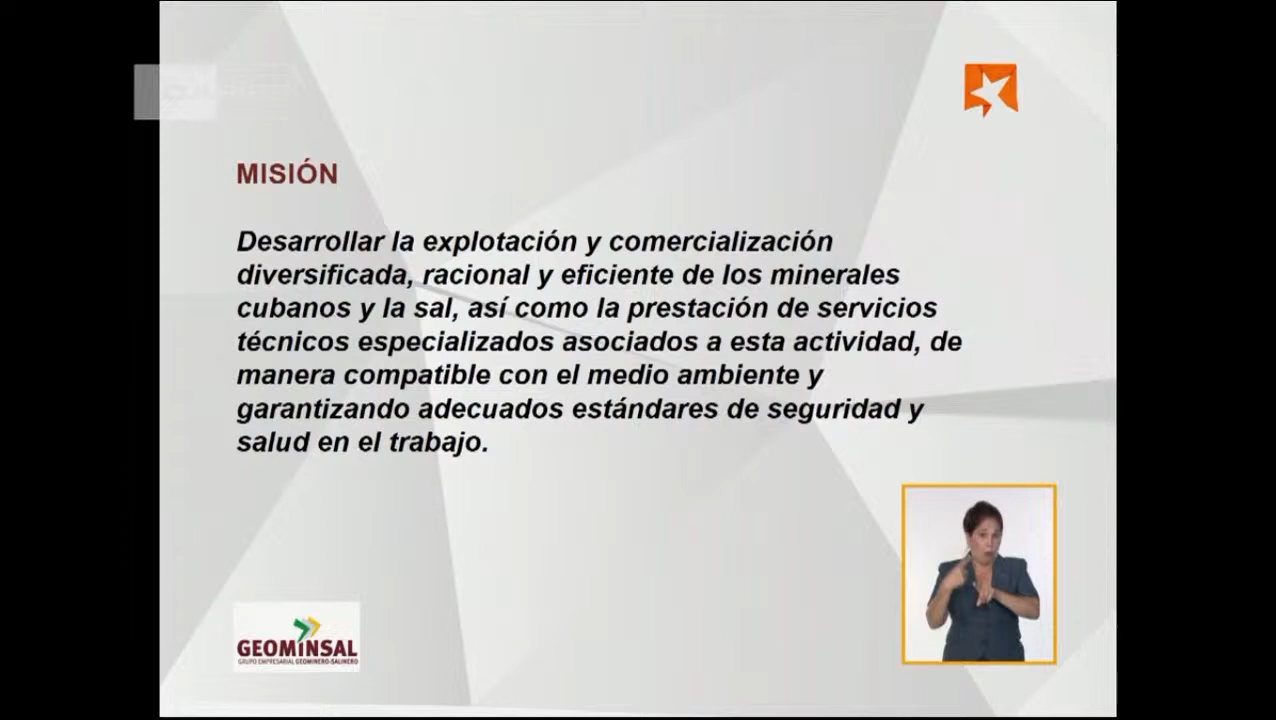 MISIÓN
Desarrollar la explotación y comercialización
diversificada, racional y eficiente de los minerales
cubanos y la sal, así como la prestación de servicios
técnicos especializados asociados a esta actividad, de
manera compatible con el medio ambiente y
garantizando adecuados estándares de seguridad y
salud en el trabajo.
GEOMINSAL
GRUPO EMPRESARIAL GEOMINERO-SALINERO